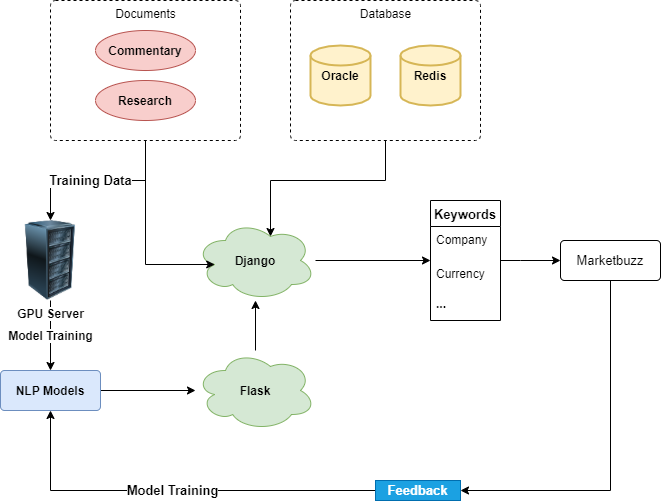 Documents
Database
Commentary
Research
Oracle
Redis
Training Data
Keywords
Company
Currency
...
Django
Marketbuzz
GPU Server
Model Training
NLP Models
Flask
Model Training
Feedback